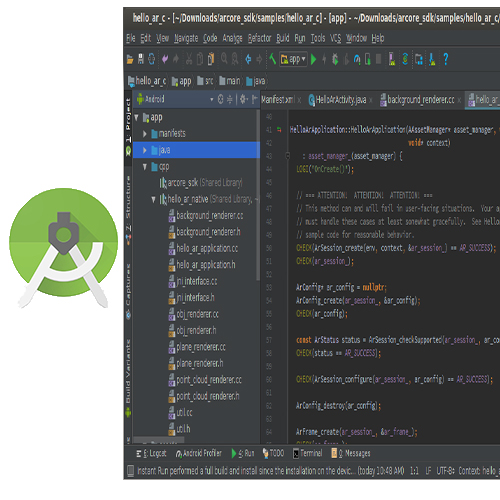 hello_ar_c - [~/Downloads/arcore_sdk/samples/hello_ar_c] - [app] - ~/Downloads/arcore_sdk/samples/hello_ar_c/
File Edit View Navigate Code Analyze Refactor Build Run Tools VCS Window Help
app
hello_ar_c app src main java
Android
Manifest.xml HelloArActivity.java background_renderer.cc hello_ar_
1: Project
7: Structure
Captures
Build Variants
app
manifests
java
cpp
arcore_sdk (Shared Library)
hello_ar_native (Shared Library,
background_renderer.cc
background_renderer.h
hello_ar_application.cc
hello_ar_application.h
jni_interface.cc
jni_interface.h
obj_renderer.cc
obj_renderer.h
plane_renderer.cc
plane_renderer.h
point_cloud_renderer.cc
point_cloud_renderer.h
util.cc
util.h
HelloArApplication::HelloArApplication(AAssetManager* asset_manager,
void* context)
: asset_manager_(asset_manager) {
LOGI("OnCreate()");
// === ATTENTION! ATTENTION! ATTENTION! ===
// This method can and will fail in user-facing situations. Your
// must handle these cases at least somewhat gracefully. See Hello
// sample code for reasonable behavior.
CHECK(ArSession_create(env, context, &ar_session_) == AR_SUCCESS);
CHECK(ar_session_);
ArConfig* ar_config = nullptr;
ArConfig_create(ar_session_, &ar_config);
CHECK(ar_config);
const ArStatus status = ArSession_checkSupported(ar_session_, ar_con
CHECK(status == AR_SUCCESS);
CHECK(ArSession_configure(ar_session_, ar_config) == AR_SUCCESS);
ArConfig_destroy(ar_config);
ArFrame_create(ar_session_, &ar_frame_);
6: Logcat Android Profiler 4: Run TODO Terminal 0: Messages
Instant Run performed a full build and install since the installation on the devic... (today 10:48 AM) 1:1 LF UTF-8 Context: hello_